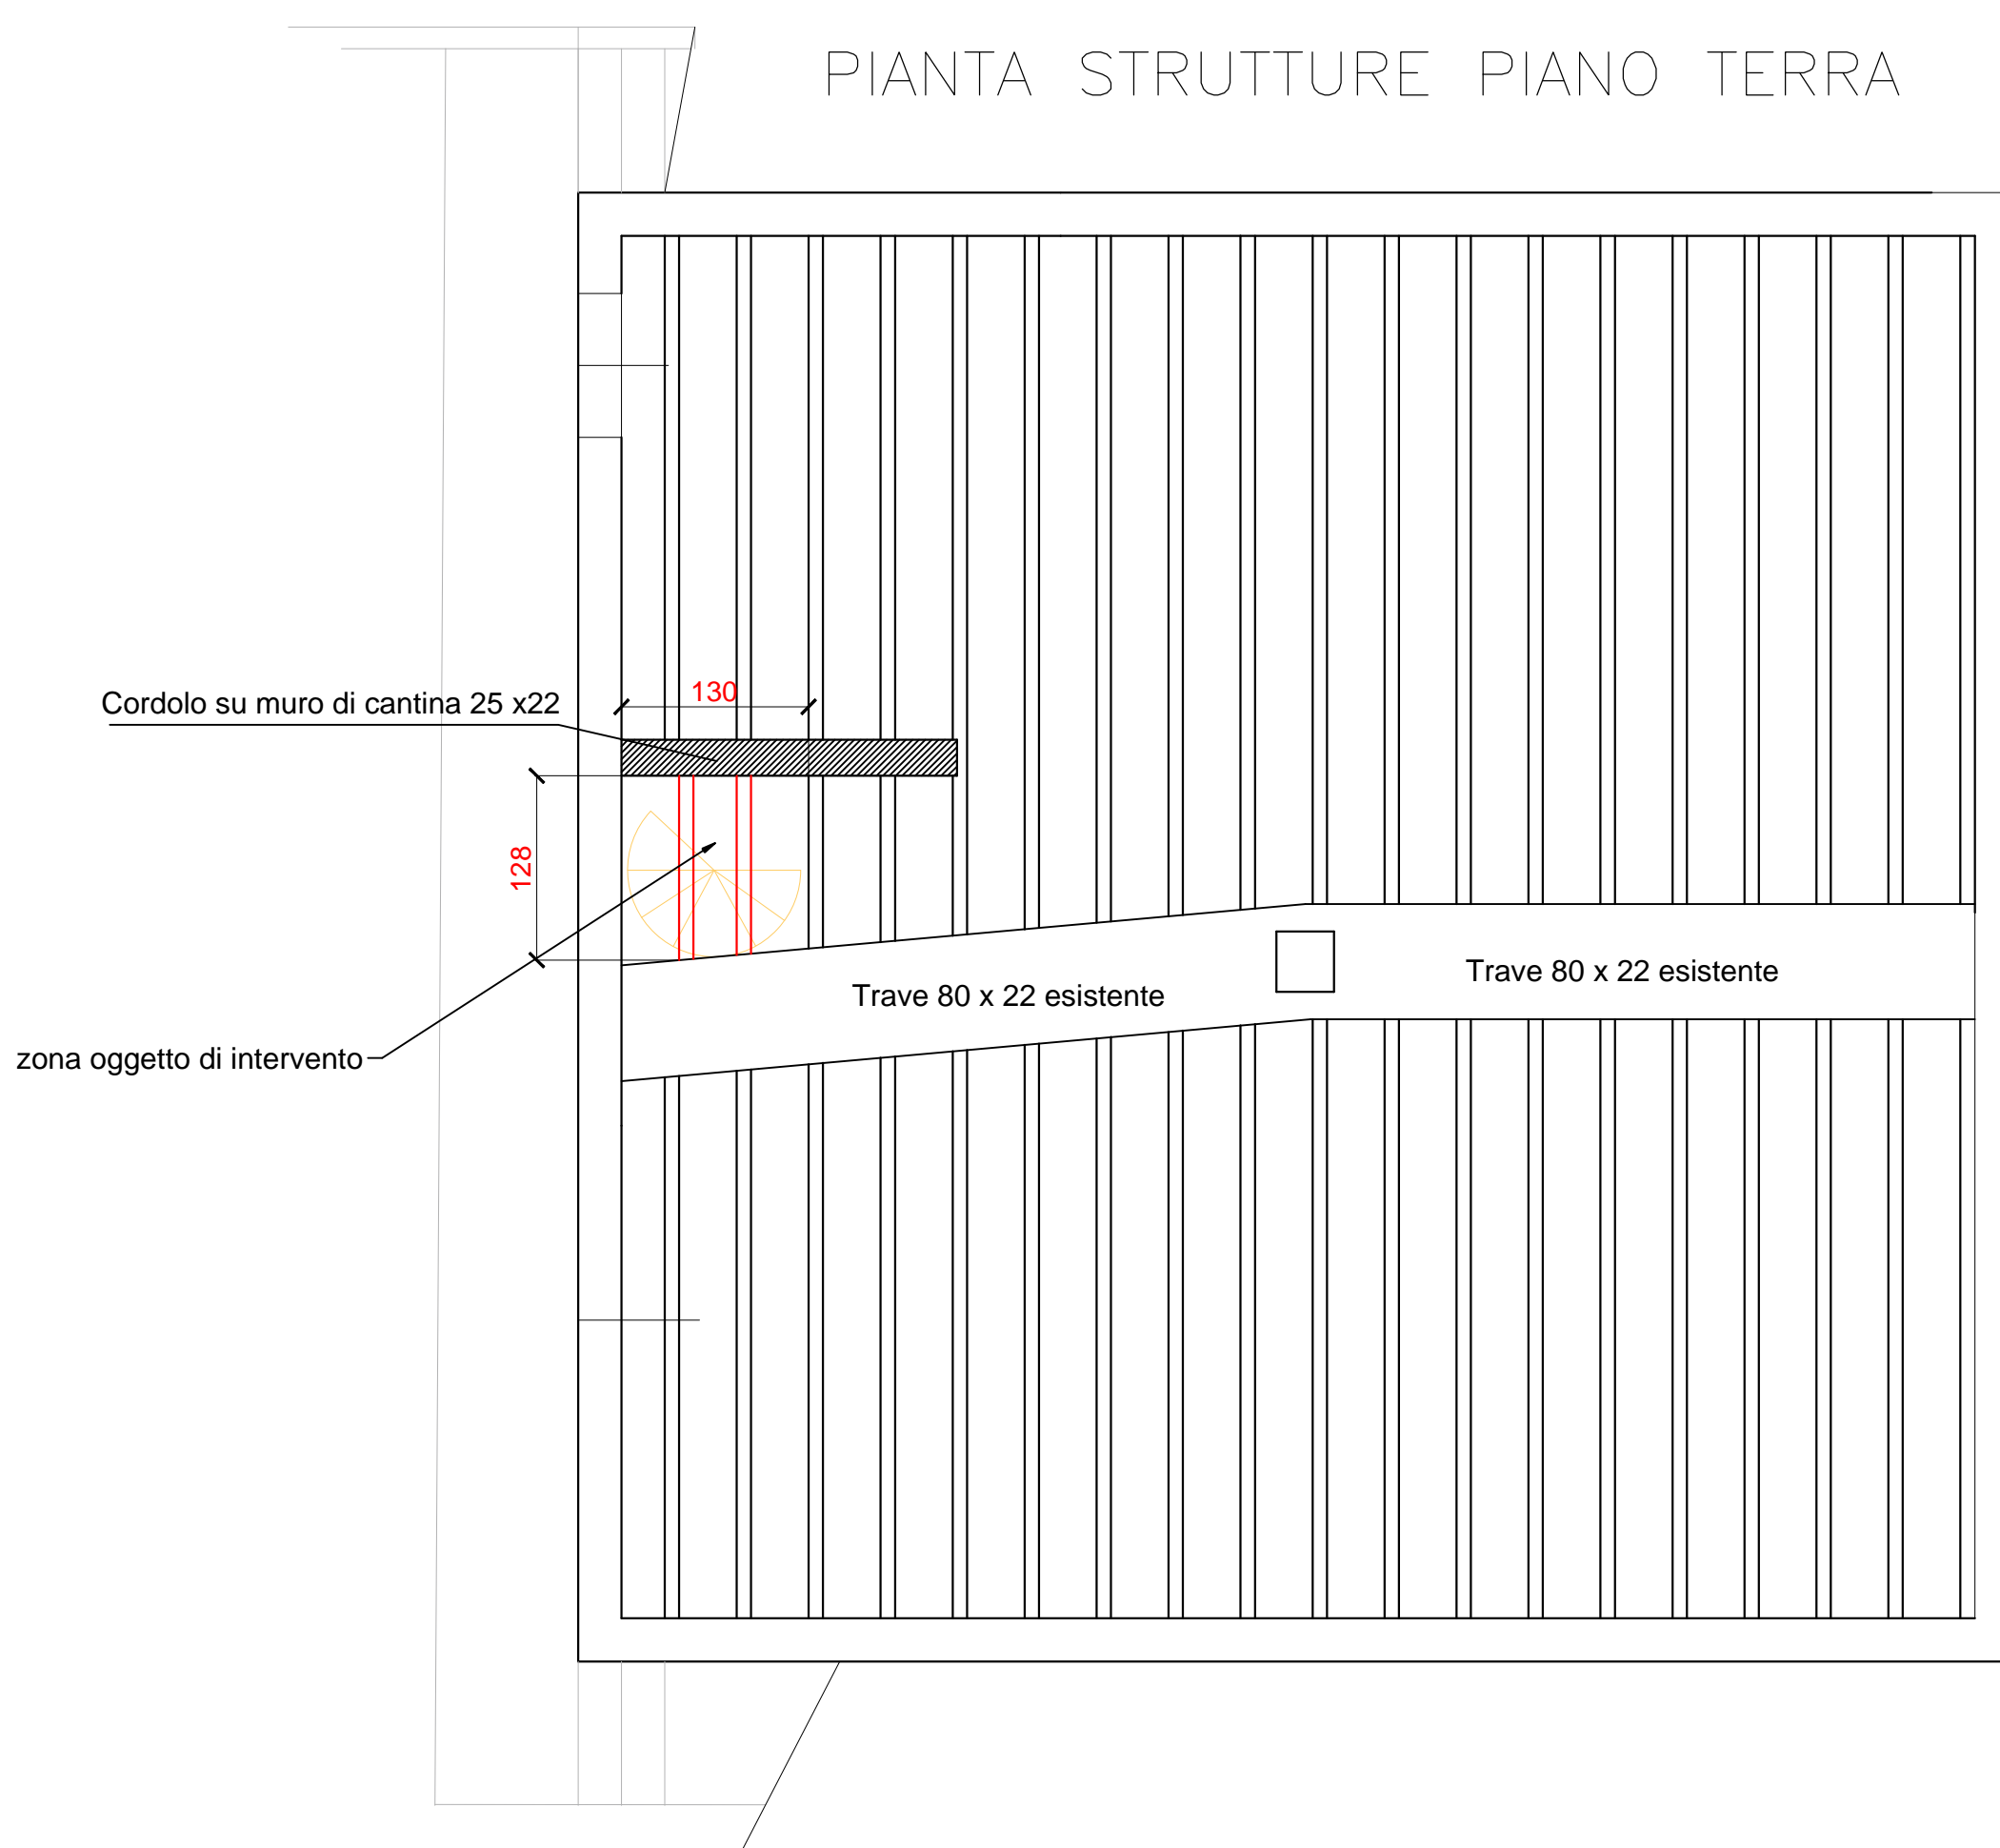 PIANTA STRUTTURE PIANO TERRA
130
Cordolo su muro di cantina 25 x22
128
Trave 80 x 22 esistente
Trave 80 x 22 esistente
zona oggetto di intervento